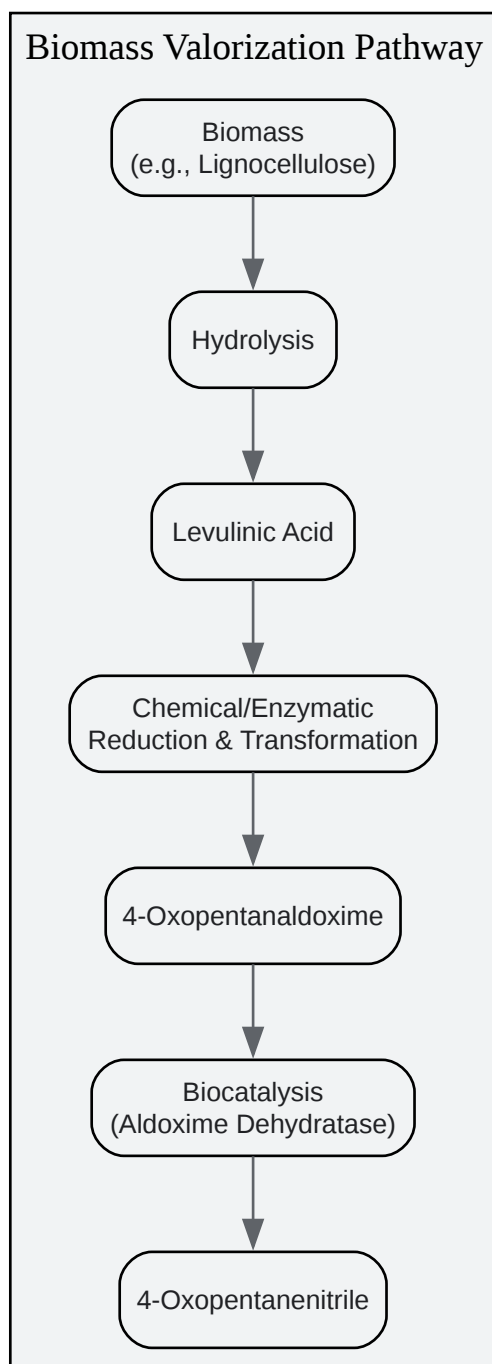 Biomass Valorization Pathway
Biomass
(e.g., Lignocellulose)
Hydrolysis
Levulinic Acid
Chemical/Enzymatic
Reduction & Transformation
4-Oxopentanaldoxime
Biocatalysis
(Aldoxime Dehydratase)
4-Oxopentanenitrile